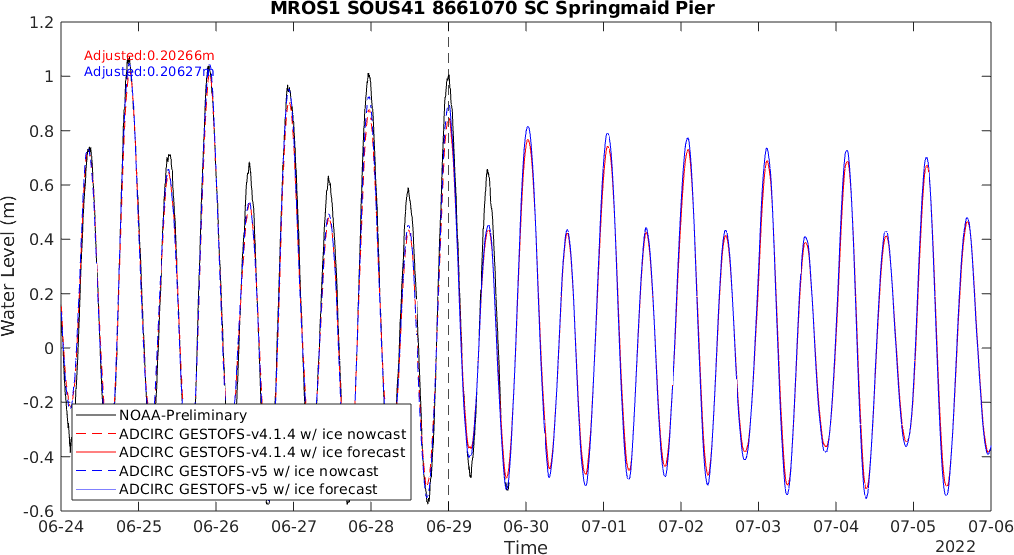 MROS1 SOUS41 8661070 SC Springmaid Pier
Adjusted:0.20266m
Adjusted:0.20627m
1.2
1
0.8
0.6
0.4
0.2
0
-0.2
-0.4
-0.6
Water Level (m)
NOAA-Preliminary
ADCIRC GESTOFS-v4.1.4 w/ ice nowcast
ADCIRC GESTOFS-v4.1.4 w/ ice forecast
ADCIRC GESTOFS-v5 w/ ice nowcast
ADCIRC GESTOFS-v5 w/ ice forecast
06-24 06-25 06-26 06-27 06-28 06-29 06-30 07-01 07-02 07-03 07-04 07-05 07-06
Time
2022